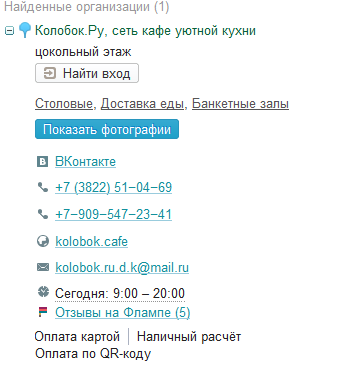 Найденные организации (1)
Колобок.Ру, сеть кафе уютной кухни
цокольный этаж
Найти вход
Столовые, Доставка еды, Банкетные залы
Показать фотографии
ВКонтакте
+7 (3822) 51‒04‒69
+7‒909‒547‒23‒41
kolobok.cafe
kolobok.ru.d.k@mail.ru
Сегодня: 9:00 – 20:00
Отзывы на Флампе (5)
Оплата картой | Наличный расчёт
Оплата по QR-коду